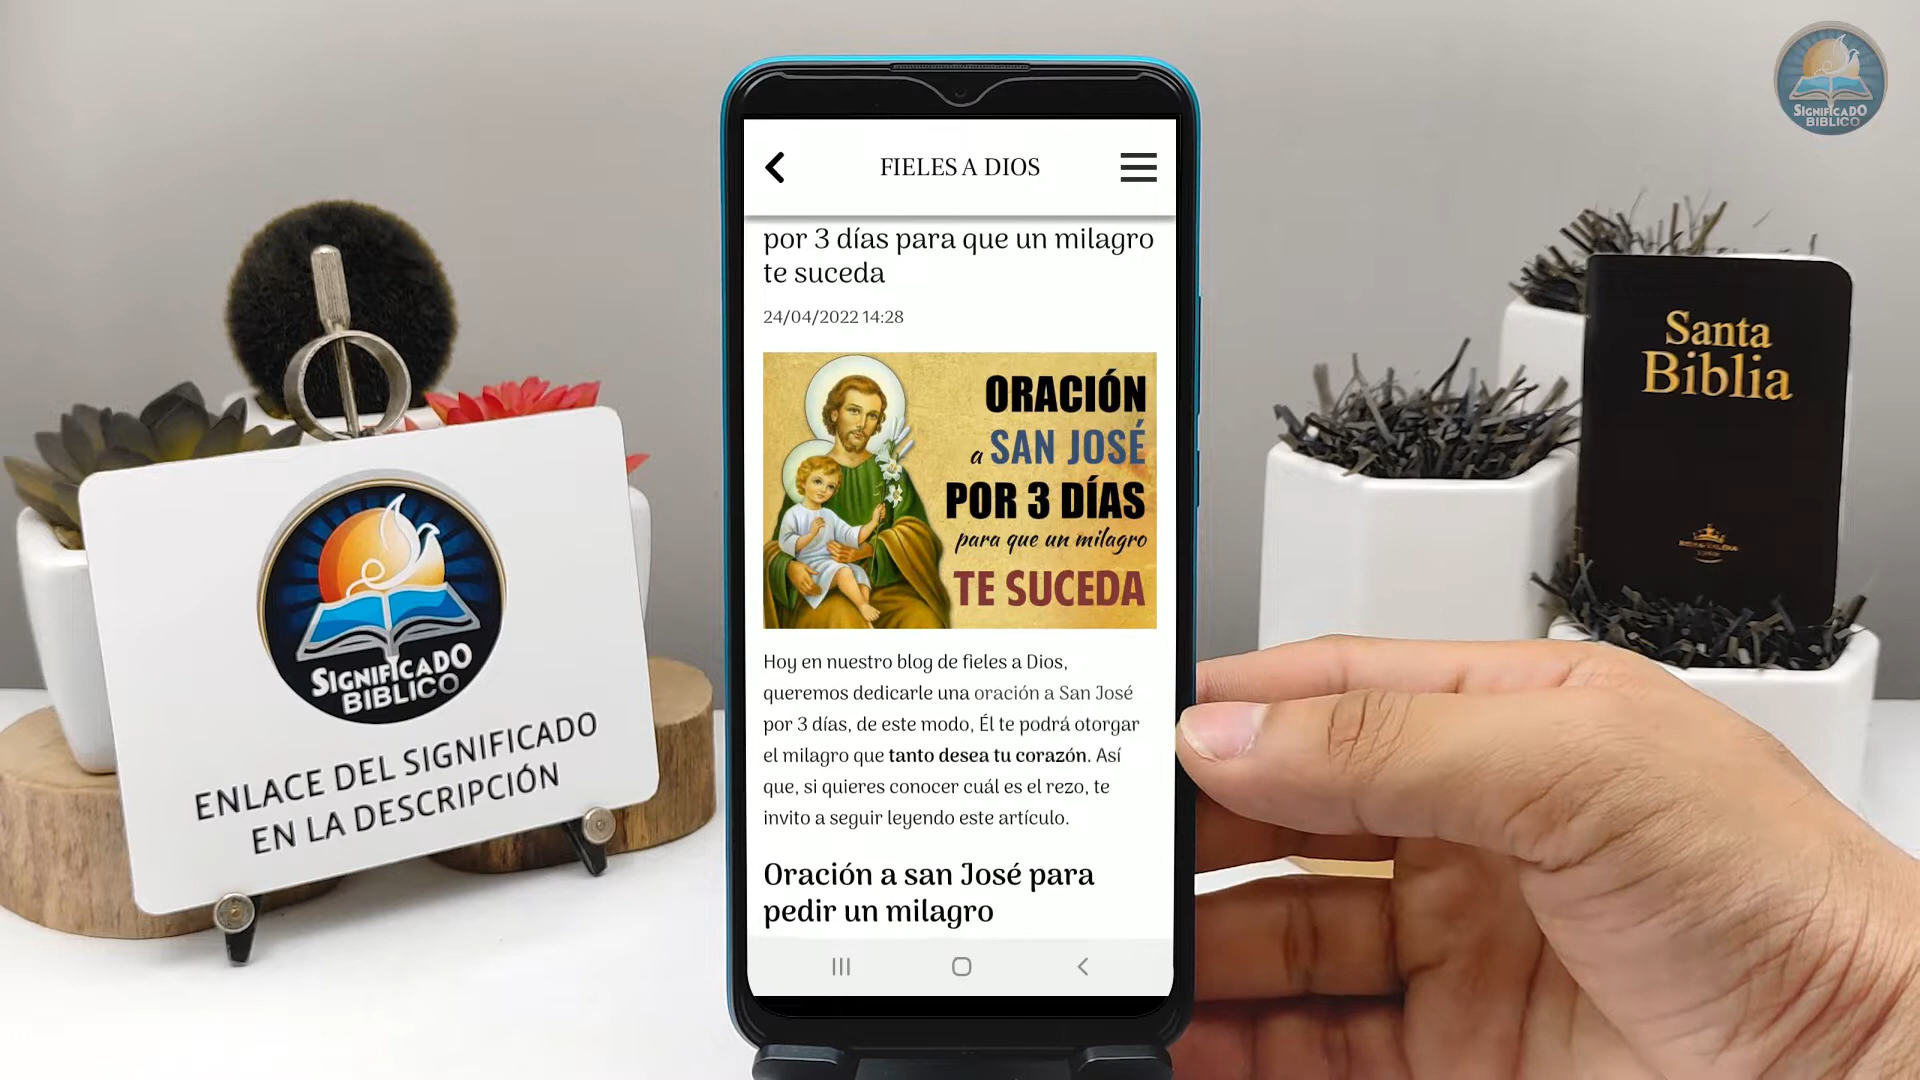 SIGNIFICADO
BIBLICO
FIELES A DIOS
por 3 días para que un milagro
te suceda
24/04/2022 14:28
ORACIÓN
a SAN JOSÉ
POR 3 DÍAS
para que un milagro
TE SUCEDA
Hoy en nuestro blog de fieles a Dios,
queremos dedicarle una oración a San José
por 3 días, de este modo, Él te podrá otorgar
el milagro que tanto desea tu corazón. Así
que, si quieres conocer cuál es el rezo, te
invito a seguir leyendo este artículo.
Oración a san José para
pedir un milagro
SIGNIFICADO
BIBLICO
ENLACE DEL SIGNIFICADO
EN LA DESCRIPCIÓN
Santa
Biblia